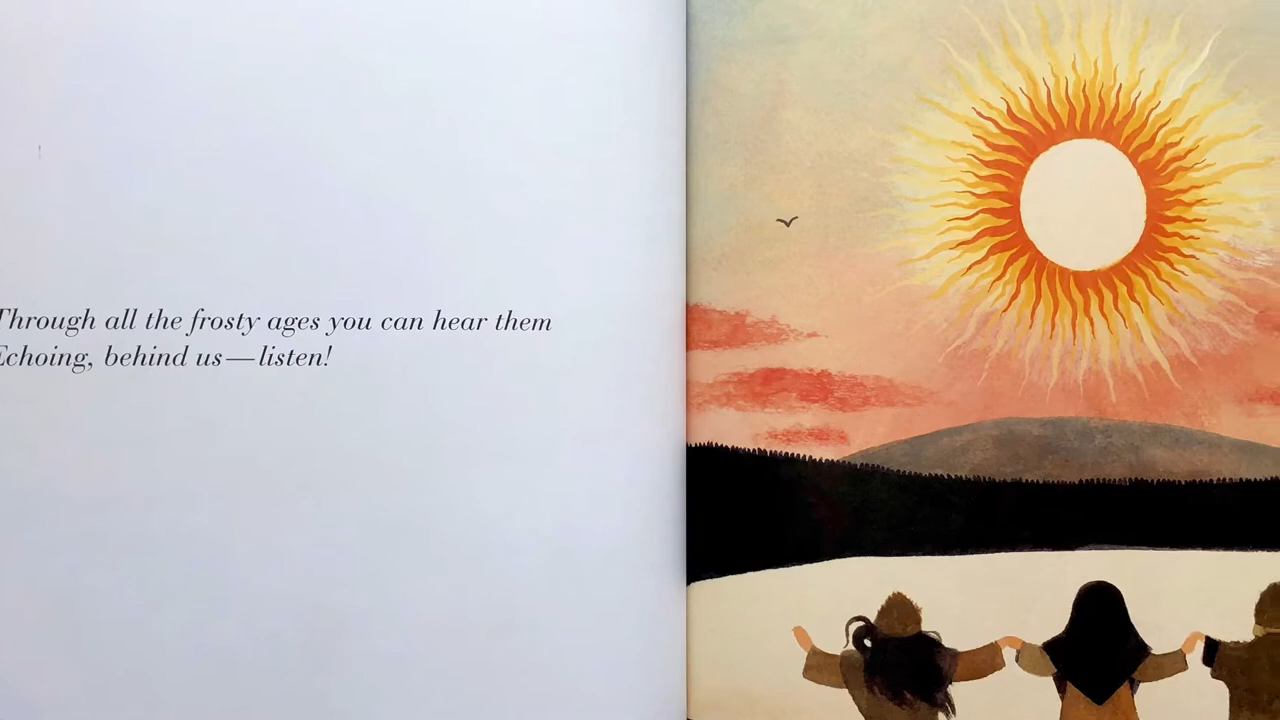 Through all the frosty ages you can hear them
Echoing, behind us—listen!